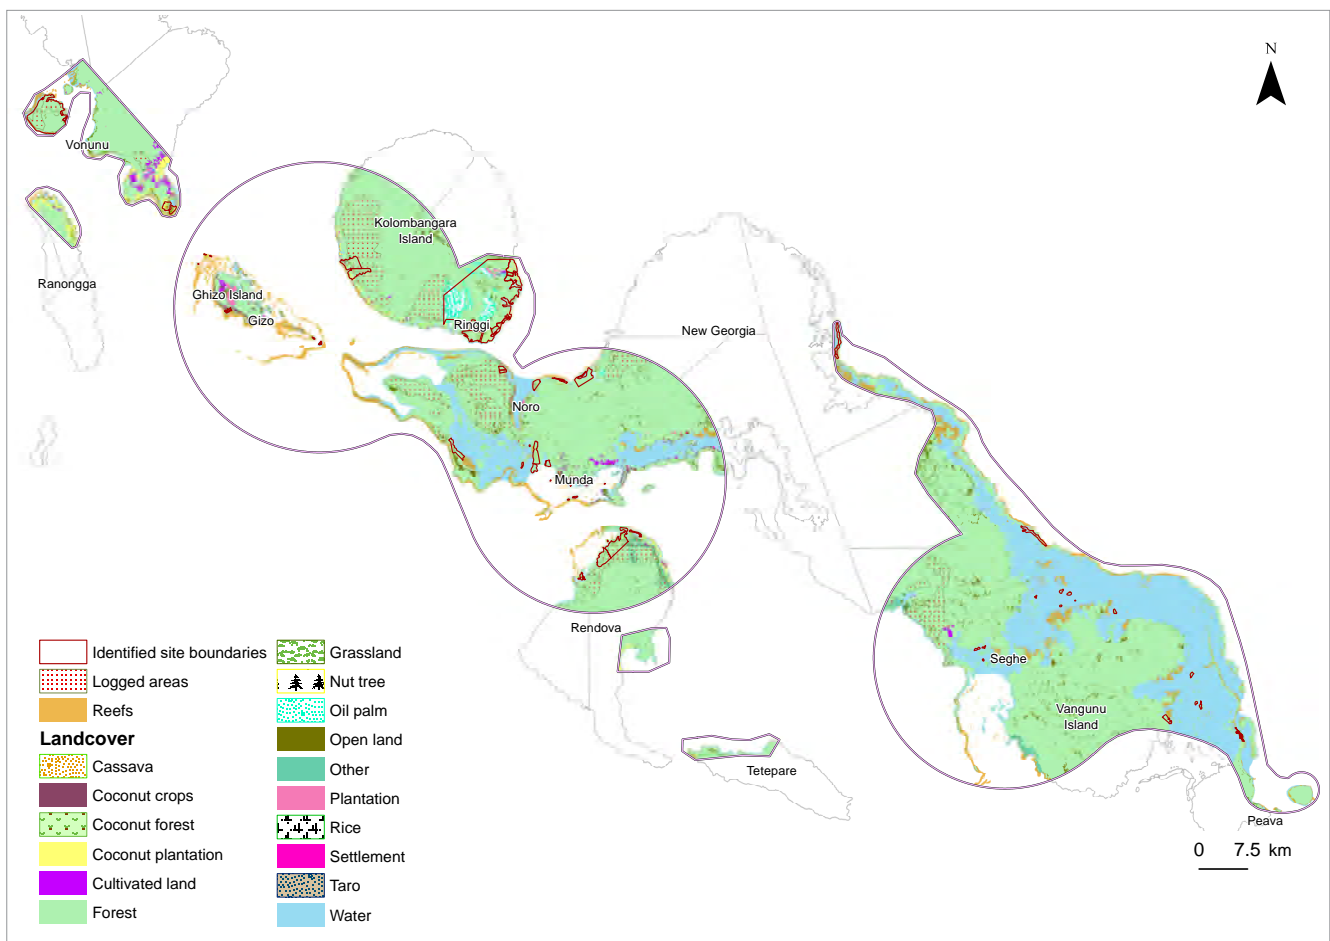 N
Vonunu
Ranongga
Kolombangara
Island
Ghizo Island
Gizo
Ringgi
New Georgia
Noro
Munda
Rendova
Seghe
Vangunu
Island
Tetepare
Peava
0 7.5 km
Identified site boundaries
Logged areas
Reefs
Landcover
Cassava
Coconut crops
Coconut forest
Coconut plantation
Cultivated land
Forest
Grassland
Nut tree
Oil palm
Open land
Other
Plantation
Rice
Settlement
Taro
Water